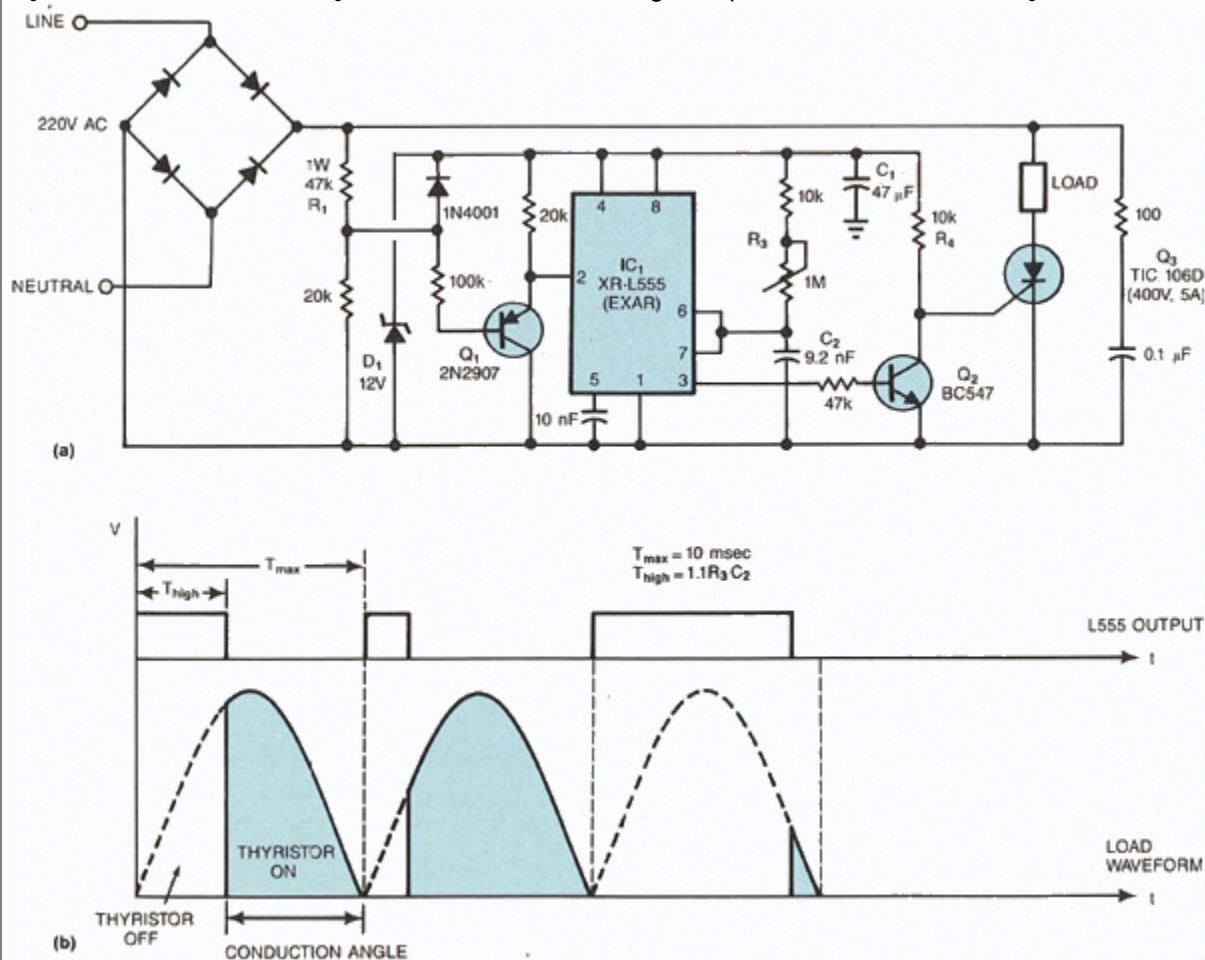 LINE
220V AC
NEUTRAL
1W
47k
R1
20k
1N4001
100k
D1
12V
Q1
2N2907
20k
4
8
2
IC1
XR-L555
(EXAR)
6
7
5
1
3
10 nF
10k
R3
1M
C1
47 μF
C2
9.2 nF
47k
10k
R4
Q2
BC547
LOAD
100
Q3
TIC 106D
(400V, 5A)
0.1 μF
(a)
V
Tmax
Thigh
Tmax = 10 msec
Thigh = 1.1R3C2
L555 OUTPUT
t
THYRISTOR
ON
LOAD
WAVEFORM
t
THYRISTOR
OFF
CONDUCTION ANGLE
(b)